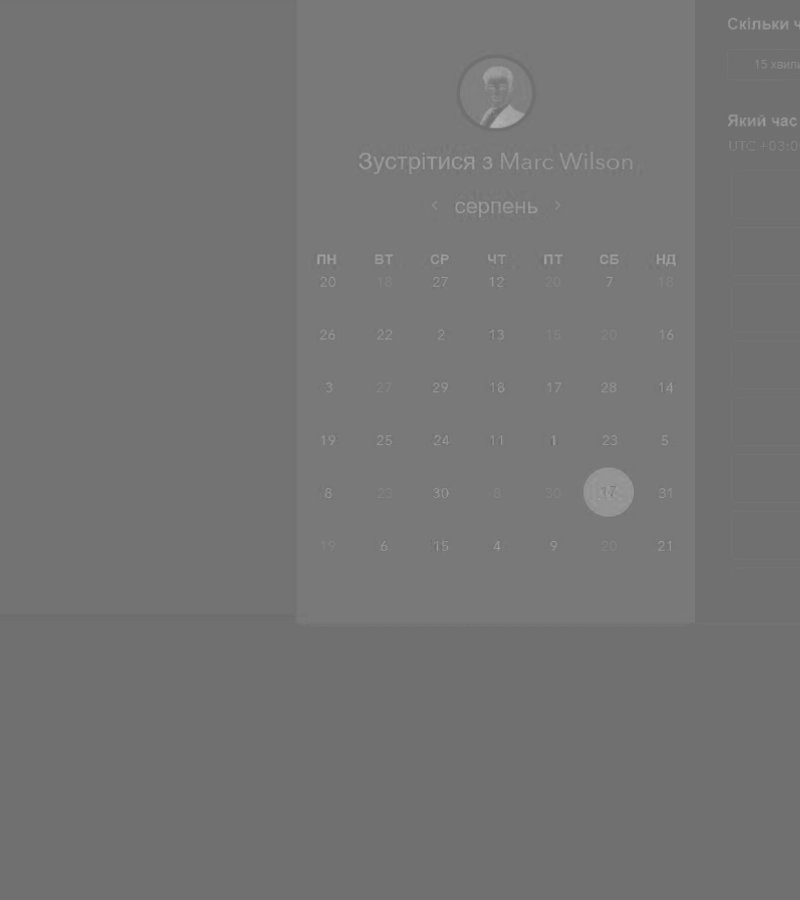 Скільки ч
15 хвили
Який час
UTC +03:0
Зустрітися з Marc Wilson
серпень
ПН ВТ СР ЧТ ПТ СБ НД
20 18 27 12 20 7 18
26 22 2 13 15 20 16
3 27 29 18 17 28 14
19 25 24 11 1 23 5
8 23 30 8 30 17 31
19 6 15 4 9 20 21